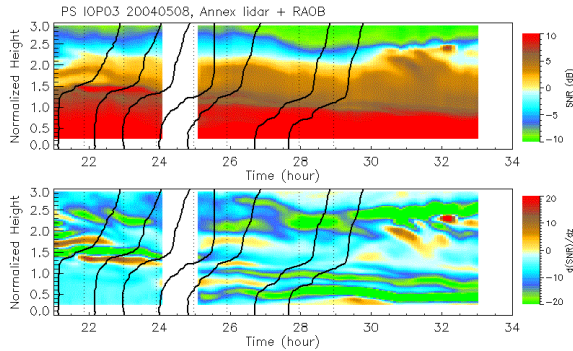 PS IOP03 20040508, Annex lidar + RAOB
Normalized Height
3.0
2.5
2.0
1.5
1.0
0.5
0.0
22 24 26 28 30 32 34
Time (hour)
10
5
0
−5
−10
SNR (dB)
Normalized Height
3.0
2.5
2.0
1.5
1.0
0.5
0.0
22 24 26 28 30 32 34
Time (hour)
20
10
0
−10
−20
d(SNR)/dz